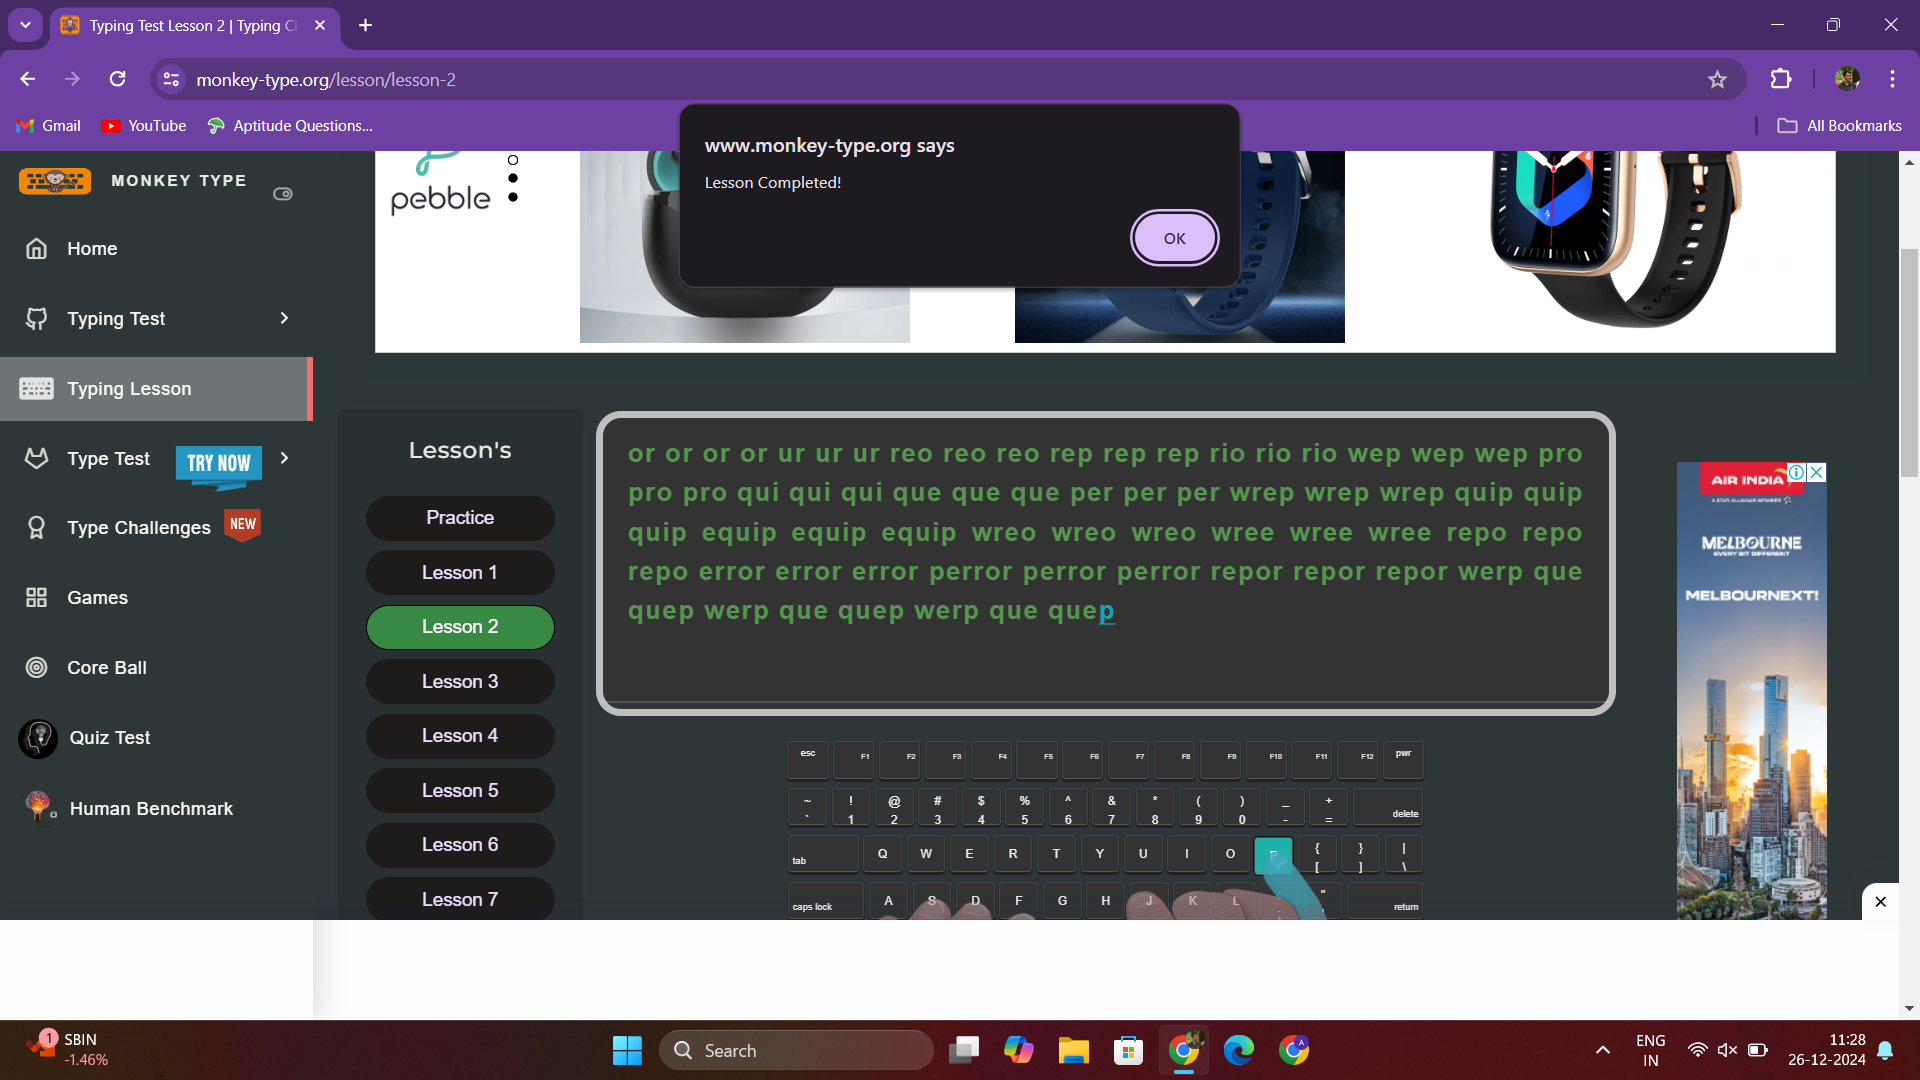 Typing Test Lesson 2 | Typing Cl
monkey-type.org/lesson/lesson-2
Gmail
YouTube
Aptitude Questions...
All Bookmarks
www.monkey-type.org says
Lesson Completed!
OK
MONKEY TYPE
pebble
Home
Typing Test
Typing Lesson
Type Test
TRY NOW
Type Challenges
NEW
Games
Core Ball
Quiz Test
Human Benchmark
Lesson's
Practice
Lesson 1
Lesson 2
Lesson 3
Lesson 4
Lesson 5
Lesson 6
Lesson 7
or or or or ur ur ur reo reo reo rep rep rep rio rio rio wep wep wep pro
pro pro qui qui qui que que que per per per wrep wrep wrep quip quip
quip equip equip equip wreo wreo wreo wree wree wree repo repo
repo error error error perror perror perror repor repor repor werp que
quep werp que quep werp que quep
esc F1 F2 F3 F4 F5 F6 F7 F8 F9 F10 F11 F12 pwr
~ ! @ # $ % ^ & * ( ) _ +
` 1 2 3 4 5 6 7 8 9 0 - = delete
tab Q W E R T Y U I O P { } |
[ ] \
caps lock A S D F G H J K L : " return
AIR INDIA
A STAR ALLIANCE MEMBER
MELBOURNE
EVERY BIT DIFFERENT
MELBOURNEXT!
1
SBIN
-1.46%
Search
A
ENG
IN
11:28
26-12-2024